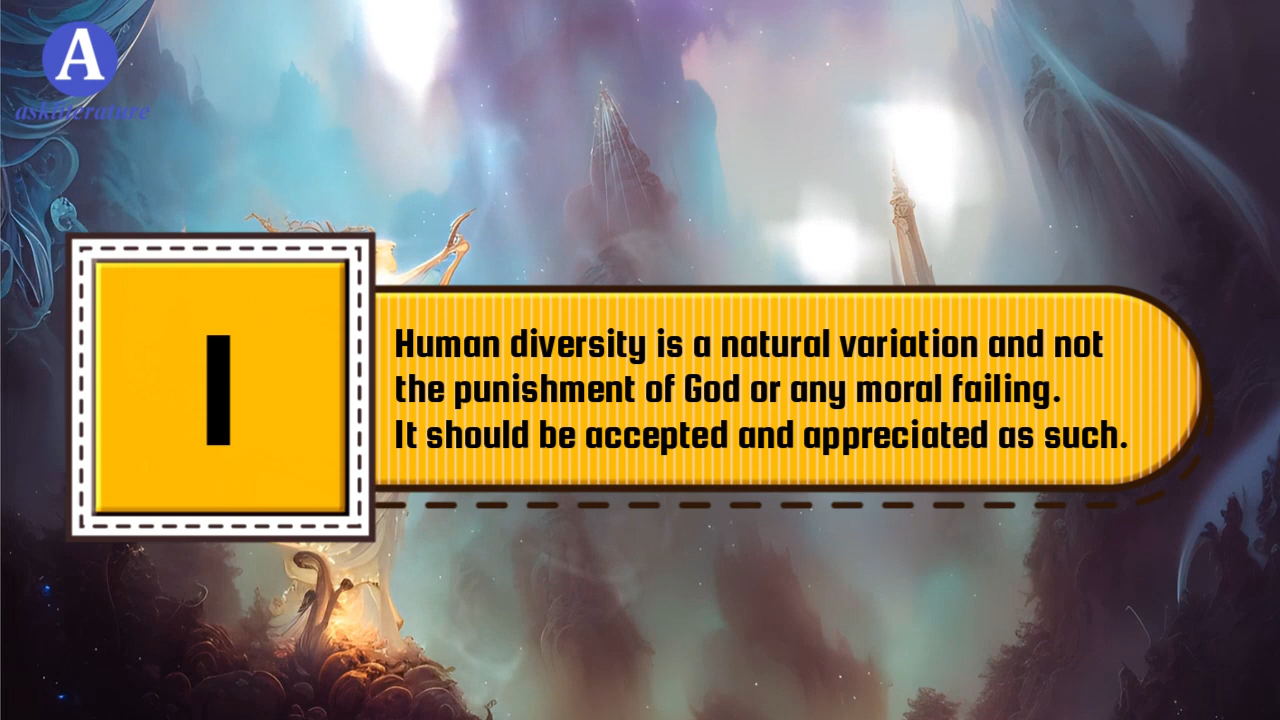 A
askliterature
I
Human diversity is a natural variation and not
the punishment of God or any moral failing.
It should be accepted and appreciated as such.